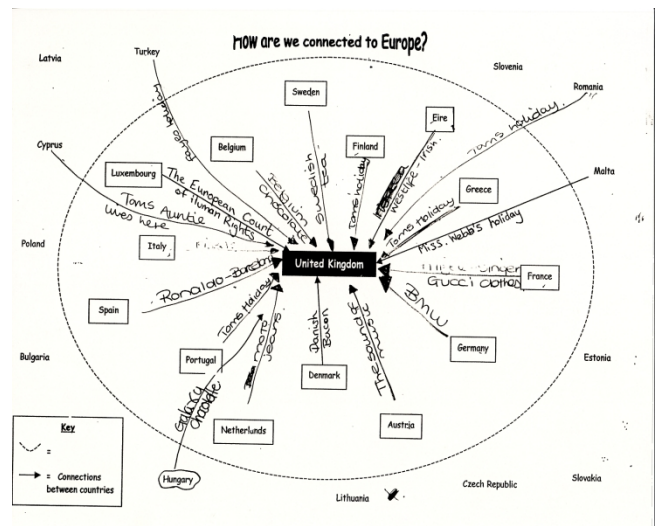 How are we connected to Europe?
Latvia
Turkey
Slovenia
Romania
Sweden
Eire
Cyprus
Belgium
Finland
Luxembourg
Malta
Greece
Toms holiday.
Belgium
chocolate
Swedish
tea
Toms holiday
Westlife - Irish.
The European Court
of Human Rights
Toms Auntie
lives here
Toms Holiday
Miss. Webb's holiday
Poland
Italy
United Kingdom
France
Gucci clothes
Ronaldo - Barcelona
Spain
Toms Holiday
moto
jeans
Danish
Bacon
The sound of
music
BMW
Germany
Bulgaria
Portugal
Denmark
Estonia
Galaxy
Netherlunds
Austria
Key
=
= Connections
between countries
Hungary
Lithuania
Czech Republic
Slovakia